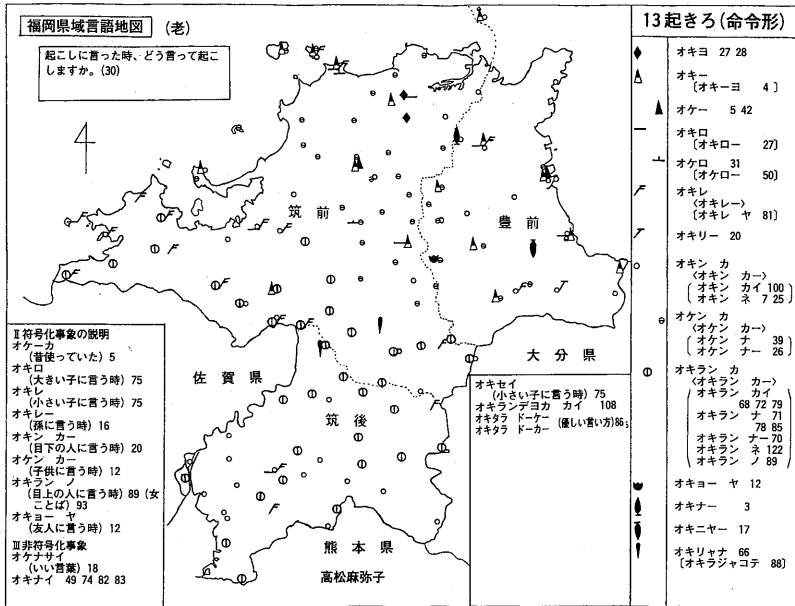 福岡県域言語地図 (老)
起こしに言った時、どう言って起こ
しますか。(30)
13起きろ(命令形)
オキヨ 27 28
オキー
〔オキーヨ 4 〕
オケー 5 42
オキロ
〔オキロー 27〕
オケロ 31
〔オケロー 50〕
オキレ
〈オキレー〉
〔オキレ ヤ 81〕
オキリー 20
オキン カ
〈オキン カー〉
オキン カイ 100
オキン ネ 7 25
オケン カ
〈オケン カー〉
オケン ナ 39
オケン ナー 26
オキラン カ
〈オキラン カー〉
オキラン カイ
68 72 79
オキラン ナ 71
78 85
オキラン ナー70
オキラン ネ 122
オキラン ノ 89
オキョー ヤ 12
オキナー 3
オキニヤー 17
オキリャナ 66
〔オキラジャコテ 88〕
筑前
豊前
筑後
佐賀県
大分県
熊本県
高松麻弥子
Ⅱ符号化事象の説明
オケーカ
(昔使っていた) 5
オキロ
(大きい子に言う時) 75
オキレ
(小さい子に言う時) 75
オキレー
(孫に言う時) 16
オキン カー
(目下の人に言う時) 20
オケン カー
(子供に言う時) 12
オキラン ノ
(目上の人に言う時) 89 (女
ことば) 93
オキョー ヤ
(友人に言う時) 12
Ⅲ非符号化事象
オケナサイ
(いい言葉) 18
オキナイ 49 74 82 83
オキセイ
(小さい子に言う時) 75
オキランデヨカ カイ 108
オキタラ ドーケー
オキタラ ドーカー (優しい言い方)86